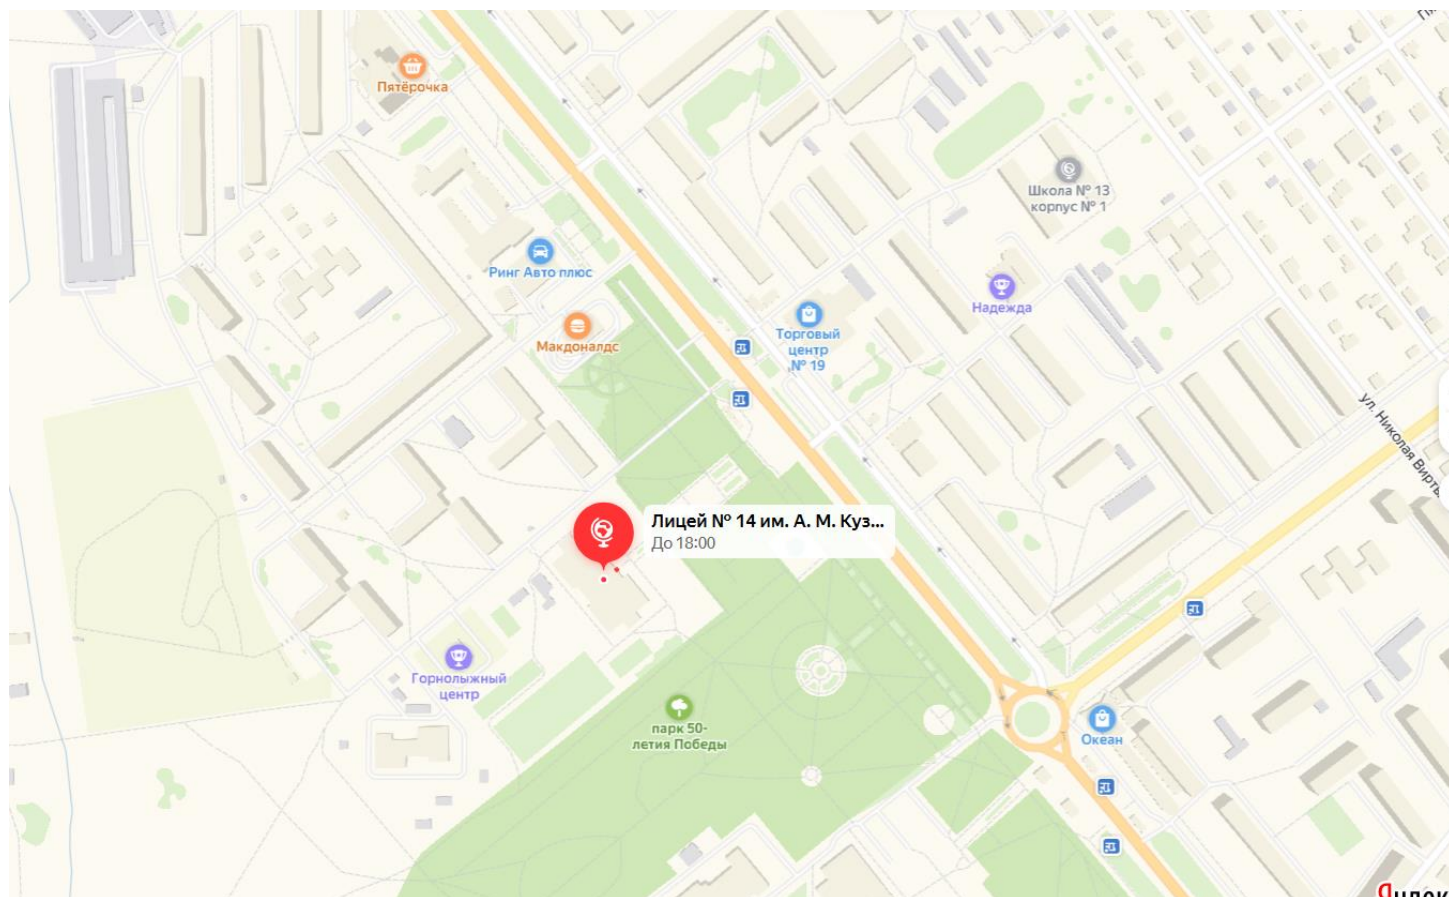 Пятёрочка
Школа № 13
корпус № 1
Ринг Авто плюс
Надежда
Макдоналдс
Торговый
центр
№ 19
ул. Николая Вирты
Лицей № 14 им. А. М. Куз...
До 18:00
Горнолыжный
центр
парк 50-
летия Победы
Океан